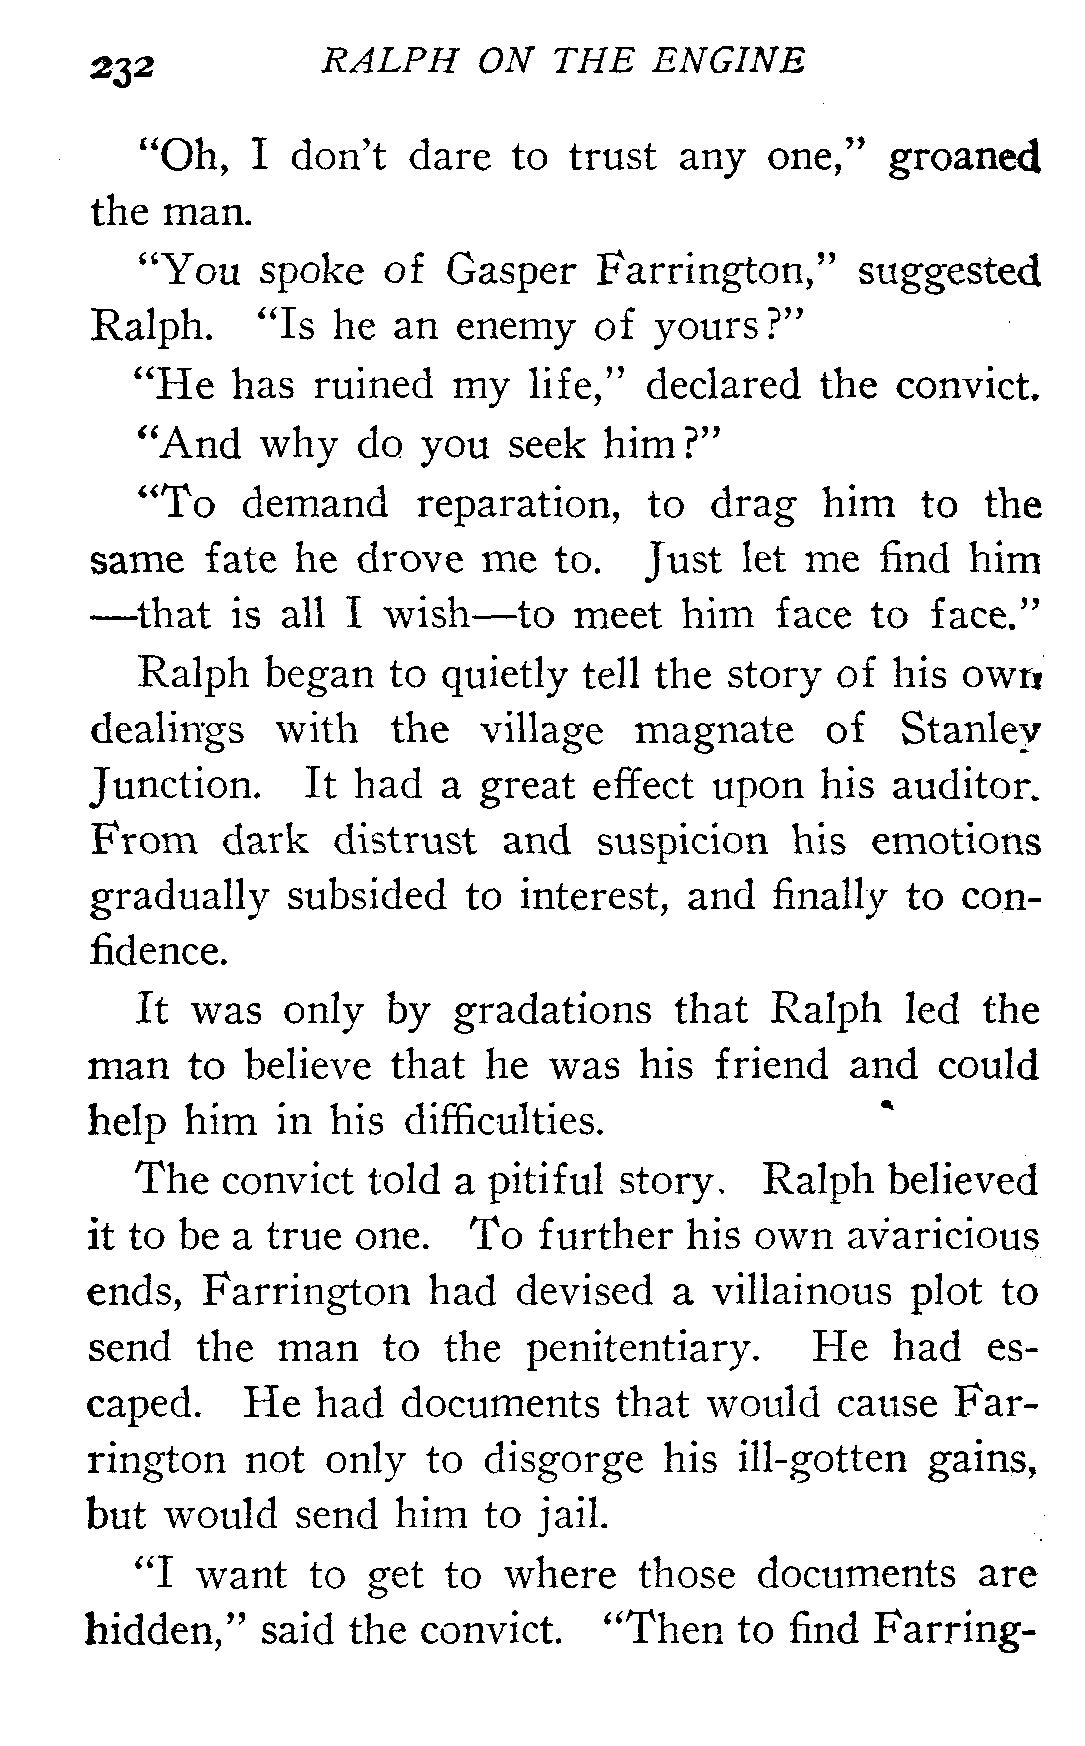 232 RALPH ON THE ENGINE
“Oh, I don’t dare to trust any one,” groaned
the man.
“You spoke of Gasper Farrington,” suggested
Ralph. “Is he an enemy of yours?”
“He has ruined my life,” declared the convict.
“And why do you seek him?”
“To demand reparation, to drag him to the
same fate he drove me to. Just let me find him
—that is all I wish—to meet him face to face.”
Ralph began to quietly tell the story of his own
dealings with the village magnate of Stanley
Junction. It had a great effect upon his auditor.
From dark distrust and suspicion his emotions
gradually subsided to interest, and finally to con-
fidence.
It was only by gradations that Ralph led the
man to believe that he was his friend and could
help him in his difficulties.
The convict told a pitiful story. Ralph believed
it to be a true one. To further his own avaricious
ends, Farrington had devised a villainous plot to
send the man to the penitentiary. He had es-
caped. He had documents that would cause Far-
rington not only to disgorge his ill-gotten gains,
but would send him to jail.
“I want to get to where those documents are
hidden,” said the convict. “Then to find Farring-